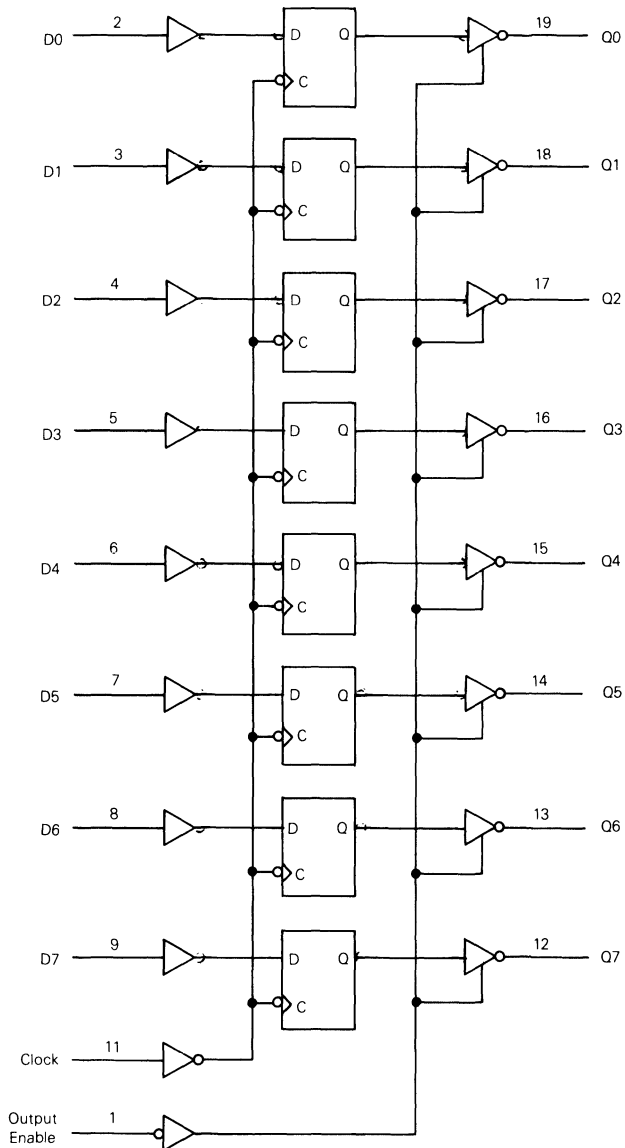 D0 2 D Q 19 Q0
C
D1 3 D Q 18 Q1
C
D2 4 D Q 17 Q2
C
D3 5 D Q 16 Q3
C
D4 6 D Q 15 Q4
C
D5 7 D Q 14 Q5
C
D6 8 D Q 13 Q6
C
D7 9 D Q 12 Q7
C
Clock 11
Output 1
Enable